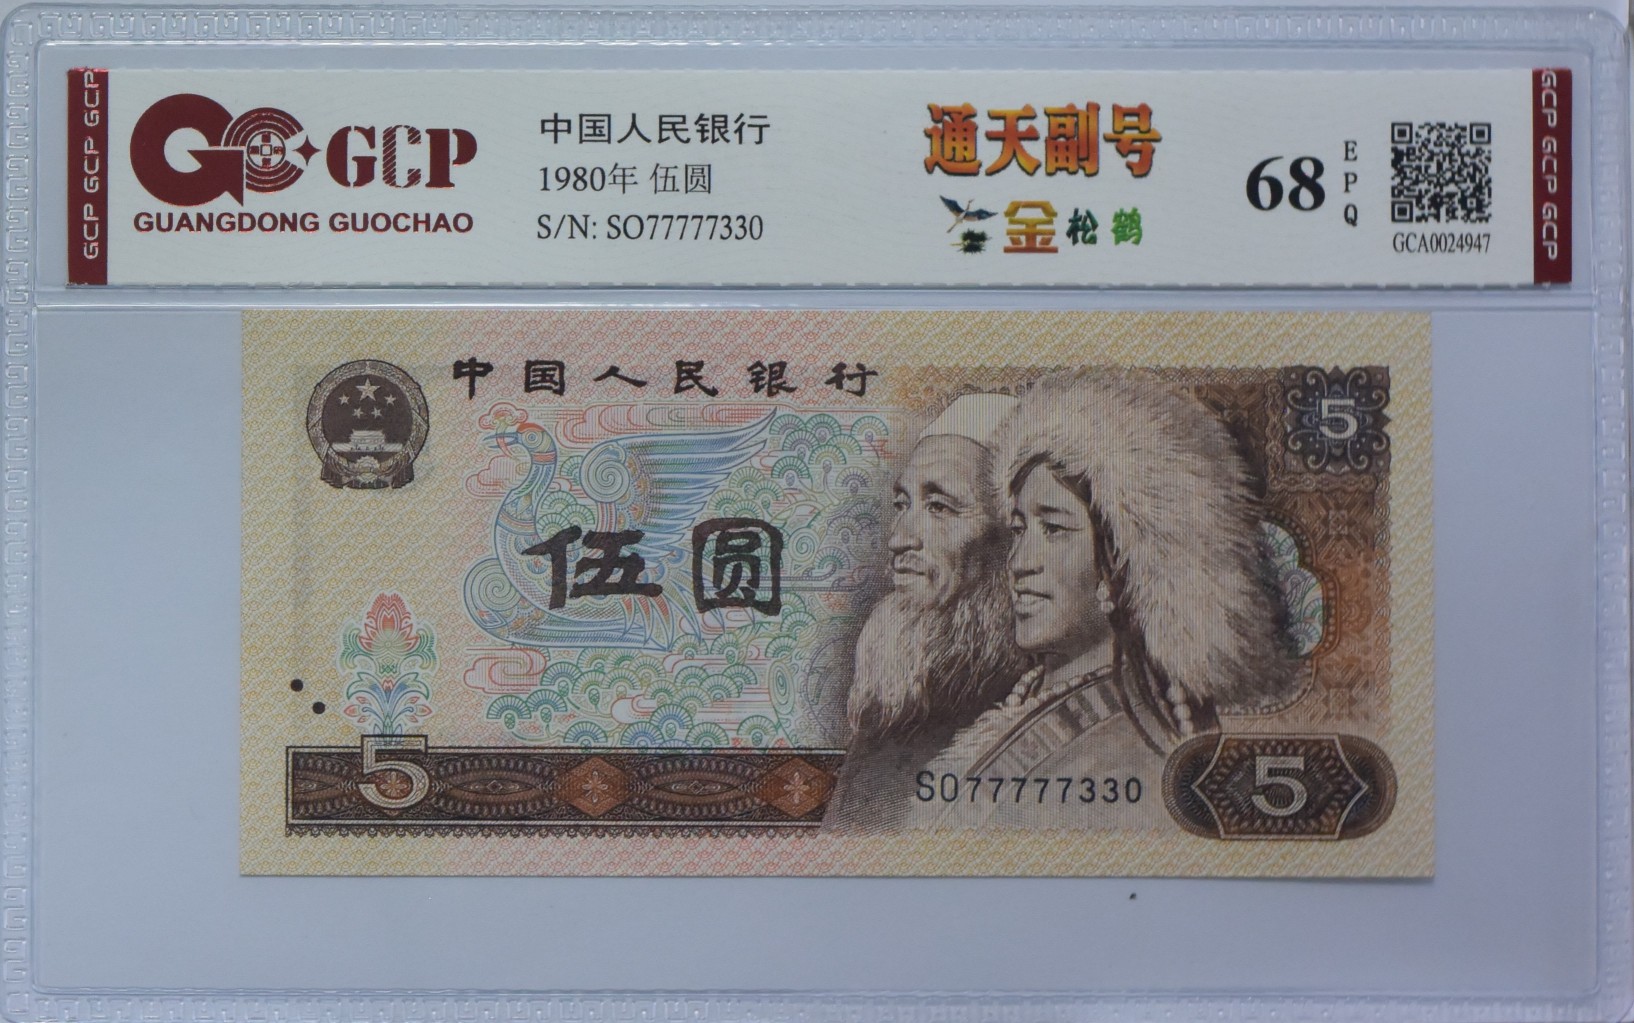 GCP GCP GCP
GCP
GUANGDONG GUOCHAO
中国人民银行
1980年 伍圆
S/N: SO77777330
通天副号
金松鹤
68
EPQ
GCA0024947
GCP GCP GCP
中国人民银行
5
伍圆
5
SO77777330
5